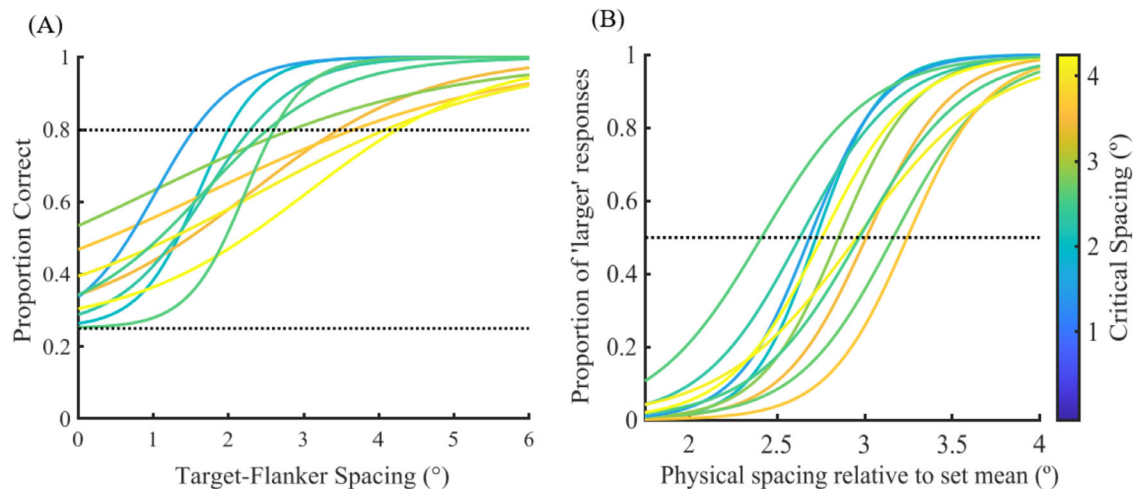 (A)
Proportion Correct
1
0.8
0.6
0.4
0.2
0
0 1 2 3 4 5 6
Target-Flanker Spacing (°)
(B)
Proportion of 'larger' responses
1
0.8
0.6
0.4
0.2
0
2 2.5 3 3.5 4
Physical spacing relative to set mean (º)
4
3
2
1
Critical Spacing (º)